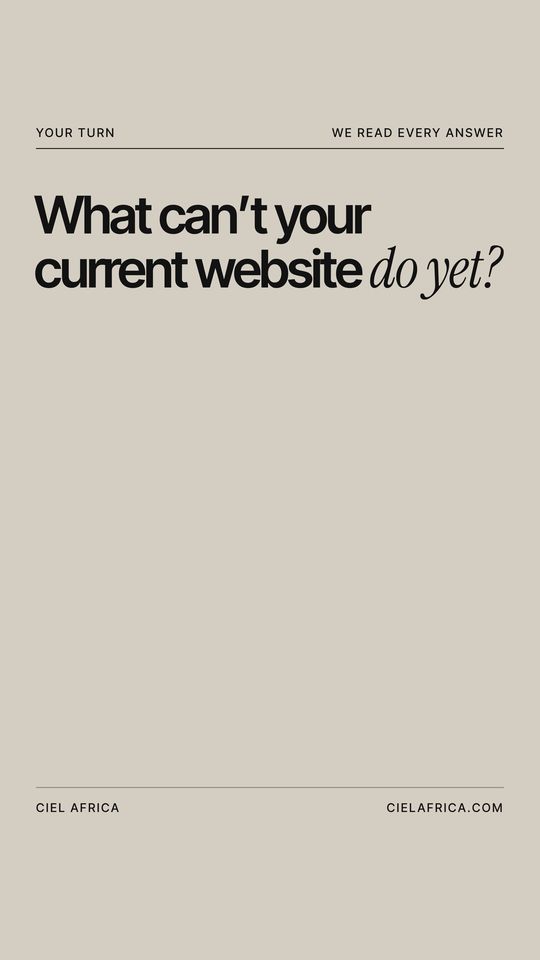 YOUR TURN
WE READ EVERY ANSWER
What can’t your
current website do yet?
CIEL AFRICA
CIELAFRICA.COM